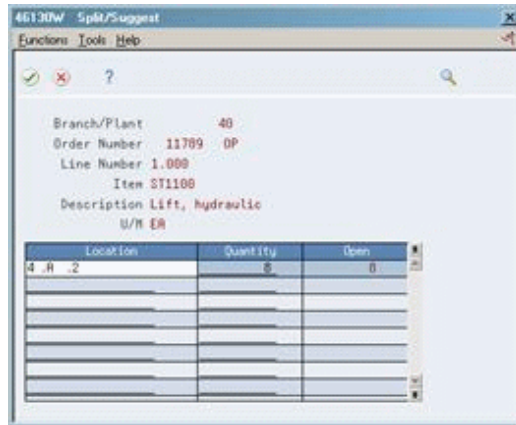 46130W Split/Suggest
Functions Tools Help
?
Branch/Plant 40
Order Number 11789 OP
Line Number 1.000
Item ST1100
Description Lift, hydraulic
U/M EA
Location Quantity Open
4 .A .2 8